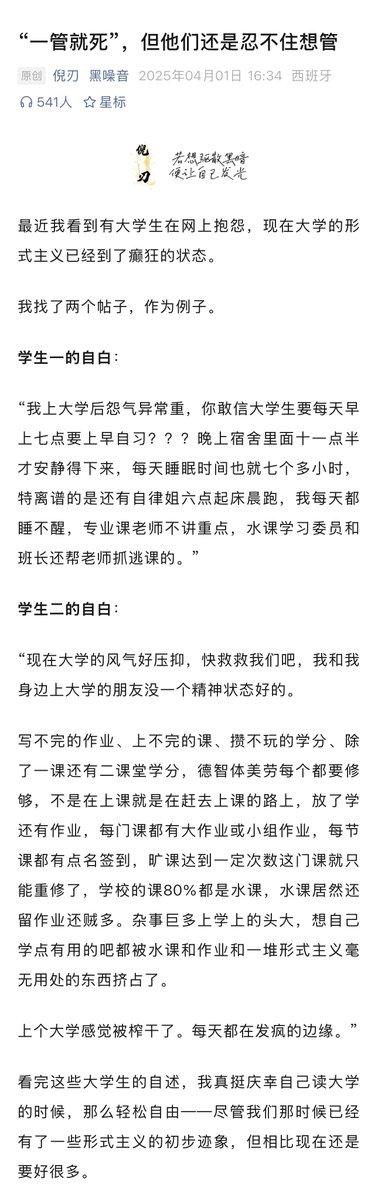 “一管就死”，但他们还是忍不住想管
原创 倪刃 黑噪音 2025年04月01日 16:34 西班牙
541人 星标
倪刃
若想驱散黑暗
便让自己发光
最近我看到有大学生在网上抱怨，现在大学的形
式主义已经到了癫狂的状态。
我找了两个帖子，作为例子。
学生一的自白：
“我上大学后怨气异常重，你敢信大学生要每天早
上七点要上早自习？？？晚上宿舍里面十一点半
才安静得下来，每天睡眠时间也就七个多小时，
特离谱的是还有自律姐六点起床晨跑，我每天都
睡不醒，专业课老师不讲重点，水课学习委员和
班长还帮老师抓逃课的。”
学生二的自白：
“现在大学的风气好压抑，快救救我们吧，我和我
身边上大学的朋友没一个精神状态好的。
写不完的作业、上不完的课、攒不玩的学分、除
了一课还有二课堂学分，德智体美劳每个都要修
够，不是在上课就是在赶去上课的路上，放了学
还有作业，每门课都有大作业或小组作业，每节
课都有点名签到，旷课达到一定次数这门课就只
能重修了，学校的课80%都是水课，水课居然还
留作业还贼多。杂事巨多上学上的头大，想自己
学点有用的吧都被水课和作业和一堆形式主义毫
无用处的东西挤占了。
上个大学感觉被榨干了。每天都在发疯的边缘。”
看完这些大学生的自述，我真挺庆幸自己读大学
的时候，那么轻松自由——尽管我们那时候已经
有了一些形式主义的初步迹象，但相比现在还是
要好很多。